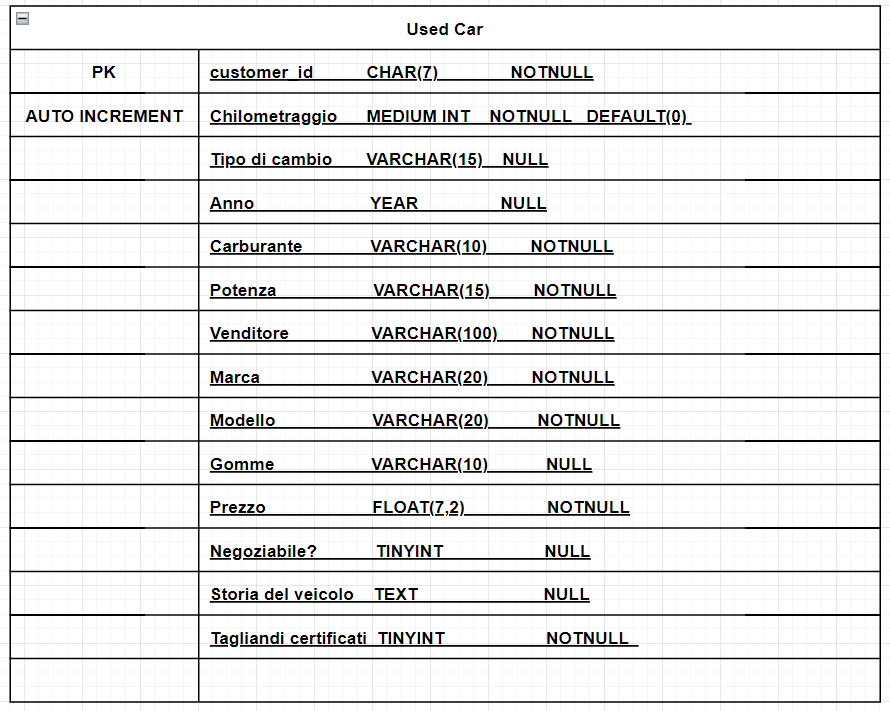 Used Car
PK customer_id CHAR(7) NOTNULL
AUTO INCREMENT Chilometraggio MEDIUM INT NOTNULL DEFAULT(0)
Tipo di cambio VARCHAR(15) NULL
Anno YEAR NULL
Carburante VARCHAR(10) NOTNULL
Potenza VARCHAR(15) NOTNULL
Venditore VARCHAR(100) NOTNULL
Marca VARCHAR(20) NOTNULL
Modello VARCHAR(20) NOTNULL
Gomme VARCHAR(10) NULL
Prezzo FLOAT(7,2) NOTNULL
Negoziabile? TINYINT NULL
Storia del veicolo TEXT NULL
Tagliandi certificati TINYINT NOTNULL